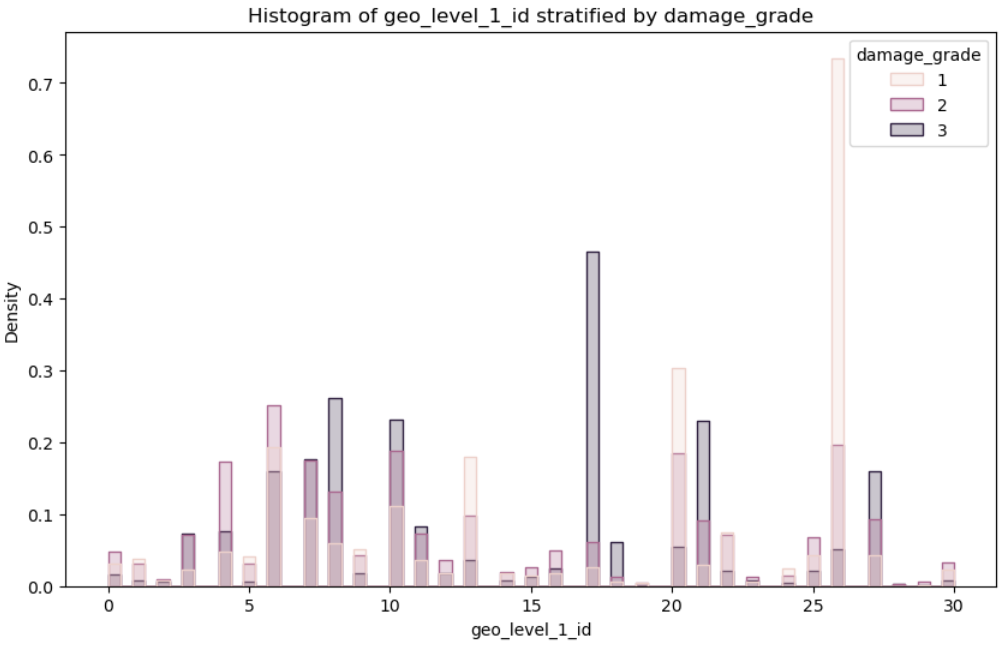 Histogram of geo_level_1_id stratified by damage_grade
damage_grade
1
2
3
0.7
0.6
0.5
0.4
0.3
0.2
0.1
0.0
Density
0 5 10 15 20 25 30
geo_level_1_id